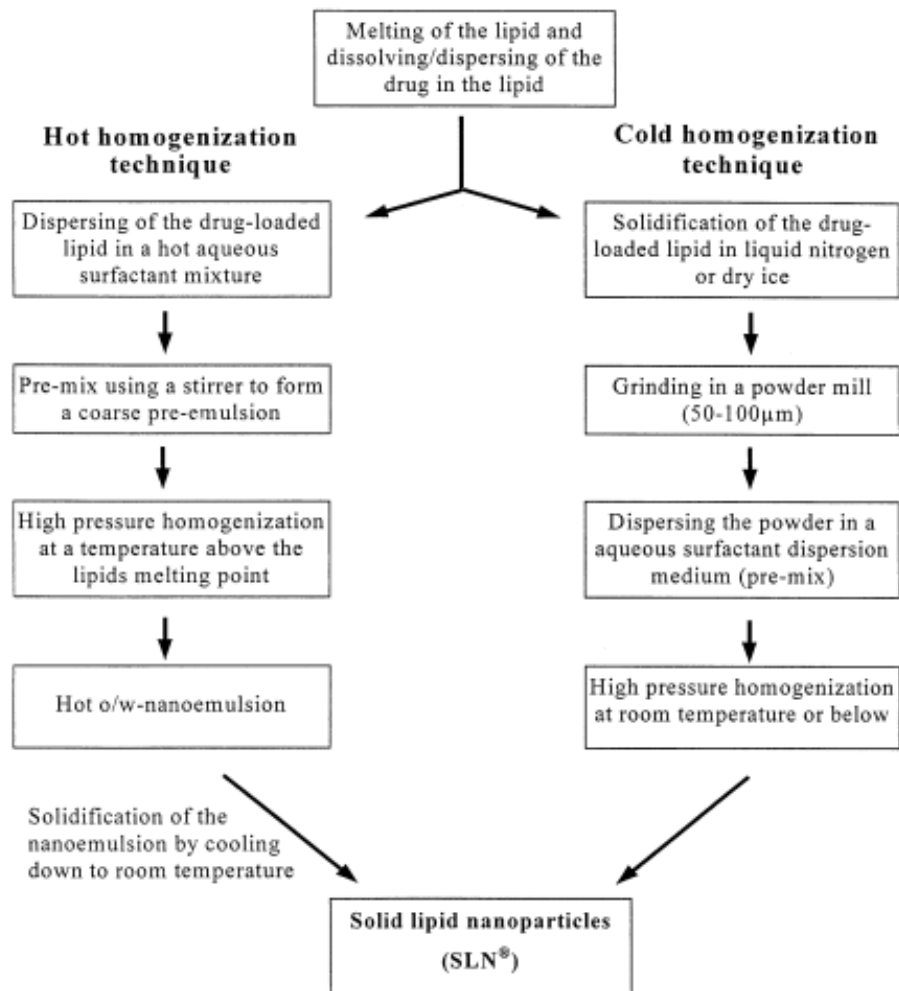 Melting of the lipid and
dissolving/dispersing of the
drug in the lipid
Hot homogenization
technique
Cold homogenization
technique
Dispersing of the drug-loaded
lipid in a hot aqueous
surfactant mixture
Solidification of the drug-
loaded lipid in liquid nitrogen
or dry ice
Pre-mix using a stirrer to form
a coarse pre-emulsion
Grinding in a powder mill
(50-100µm)
High pressure homogenization
at a temperature above the
lipids melting point
Dispersing the powder in a
aqueous surfactant dispersion
medium (pre-mix)
Hot o/w-nanoemulsion
High pressure homogenization
at room temperature or below
Solidification of the
nanoemulsion by cooling
down to room temperature
Solid lipid nanoparticles
(SLN®)